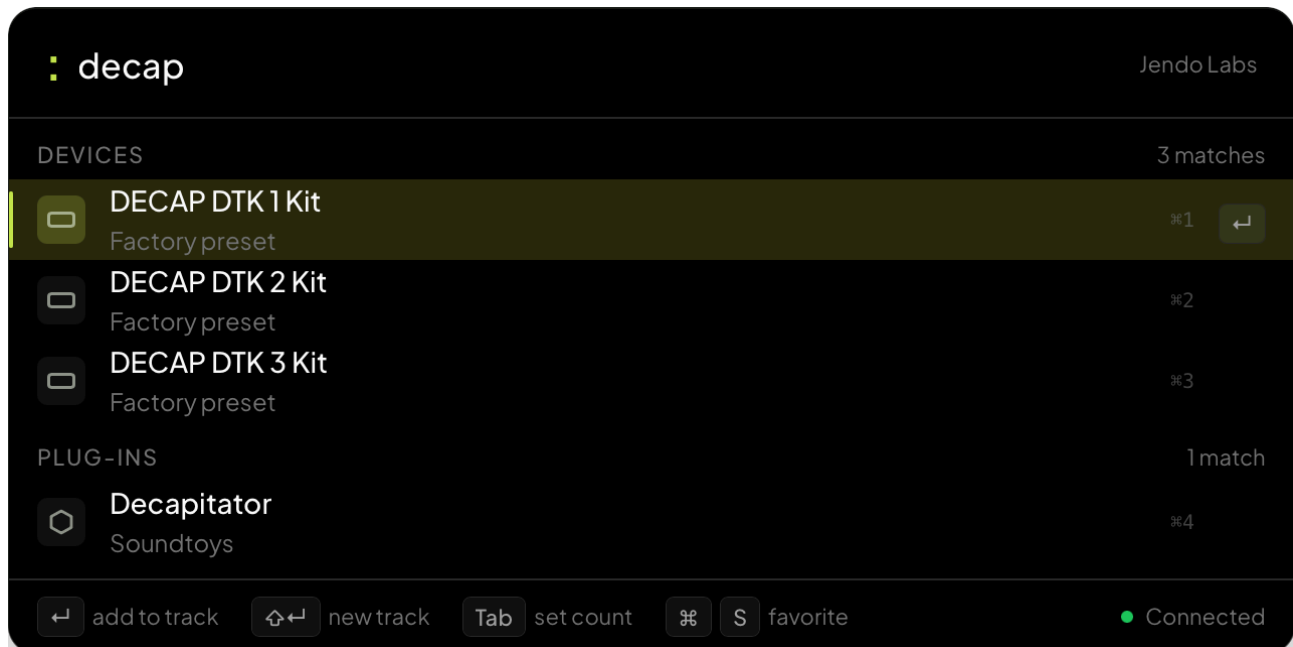 : decap
Jendo Labs
DEVICES
3 matches
DECAP DTK 1 Kit
Factory preset
⌘1
↵
DECAP DTK 2 Kit
Factory preset
⌘2
DECAP DTK 3 Kit
Factory preset
⌘3
PLUG-INS
1 match
Decapitator
Soundtoys
⌘4
↵ add to track ⇧↵ new track Tab set count ⌘ S favorite
Connected